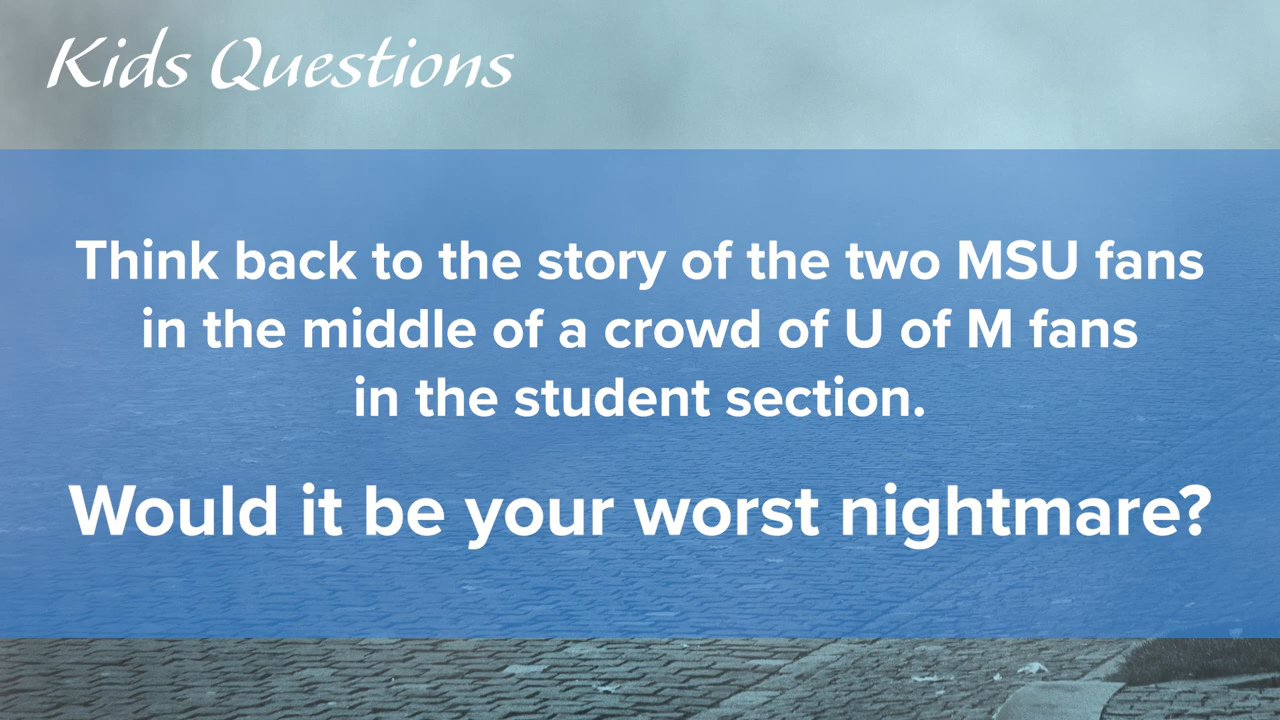 Kids Questions
Think back to the story of the two MSU fans
in the middle of a crowd of U of M fans
in the student section.
Would it be your worst nightmare?